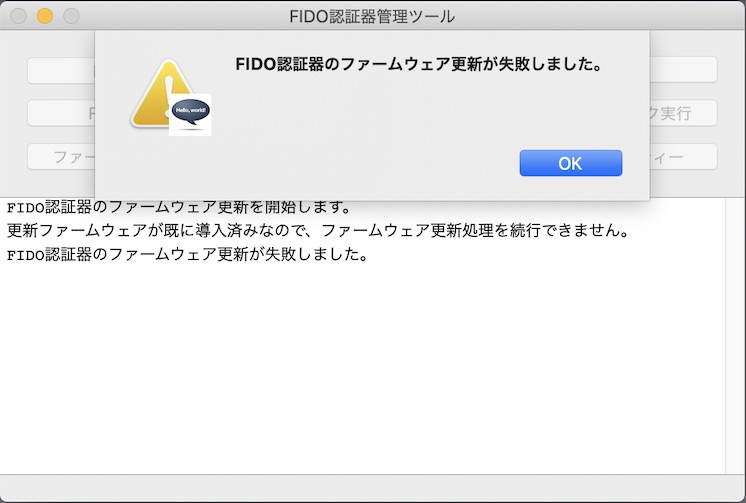 FIDO認証器管理ツール
FIDO認証器のファームウェア更新が失敗しました。
Hello, world!
OK
F
ク実行
ファー
ィー
FIDO認証器のファームウェア更新を開始します。
更新ファームウェアが既に導入済みなので、ファームウェア更新処理を続行できません。
FIDO認証器のファームウェア更新が失敗しました。